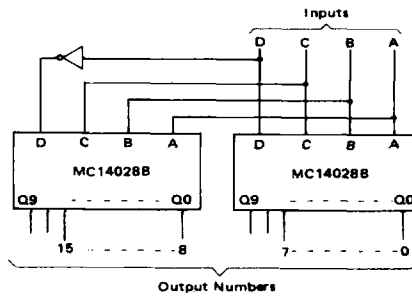 Inputs
D C B A
D C B A D C B A
MC14028B MC14028B
Q9 Q0 Q9 Q0
15 8 7 0
Output Numbers